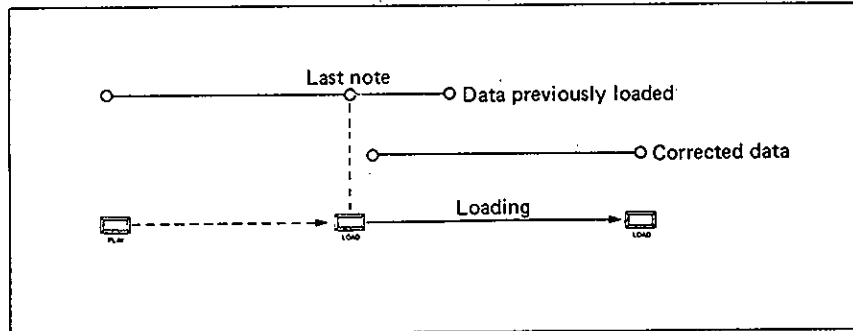 Last note
Data previously loaded
Corrected data
Loading
PLAY
LOAD
LOAD